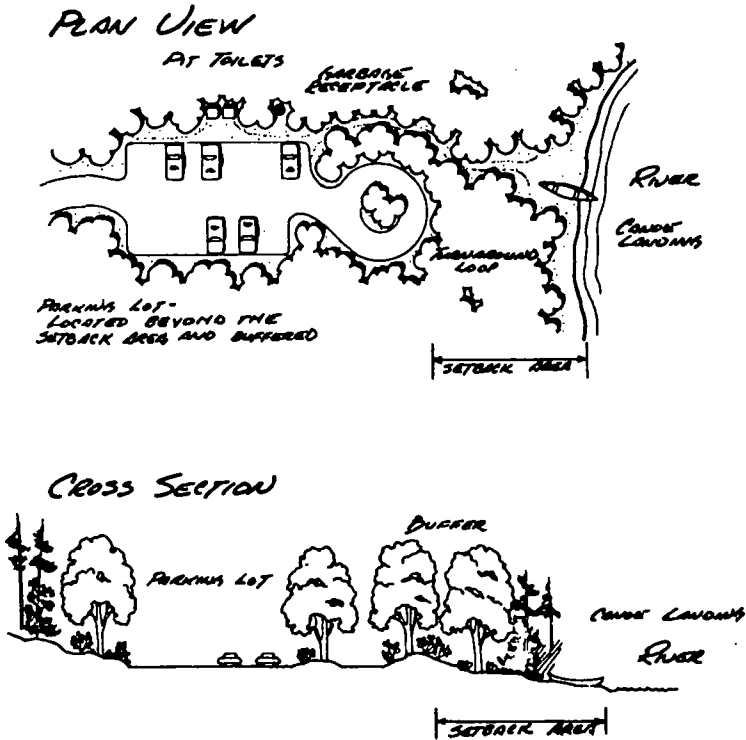 PLAN VIEW
PIT TOILETS
GARBAGE
RECEPTACLE
RIVER
CANOE
LANDING
TURNAROUND
LOOP
PARKING LOT-
LOCATED BEYOND THE
SETBACK AREA AND BUFFERED
SETBACK AREA
CROSS SECTION
BUFFER
PARKING LOT
CANOE LANDING
RIVER
SETBACK AREA